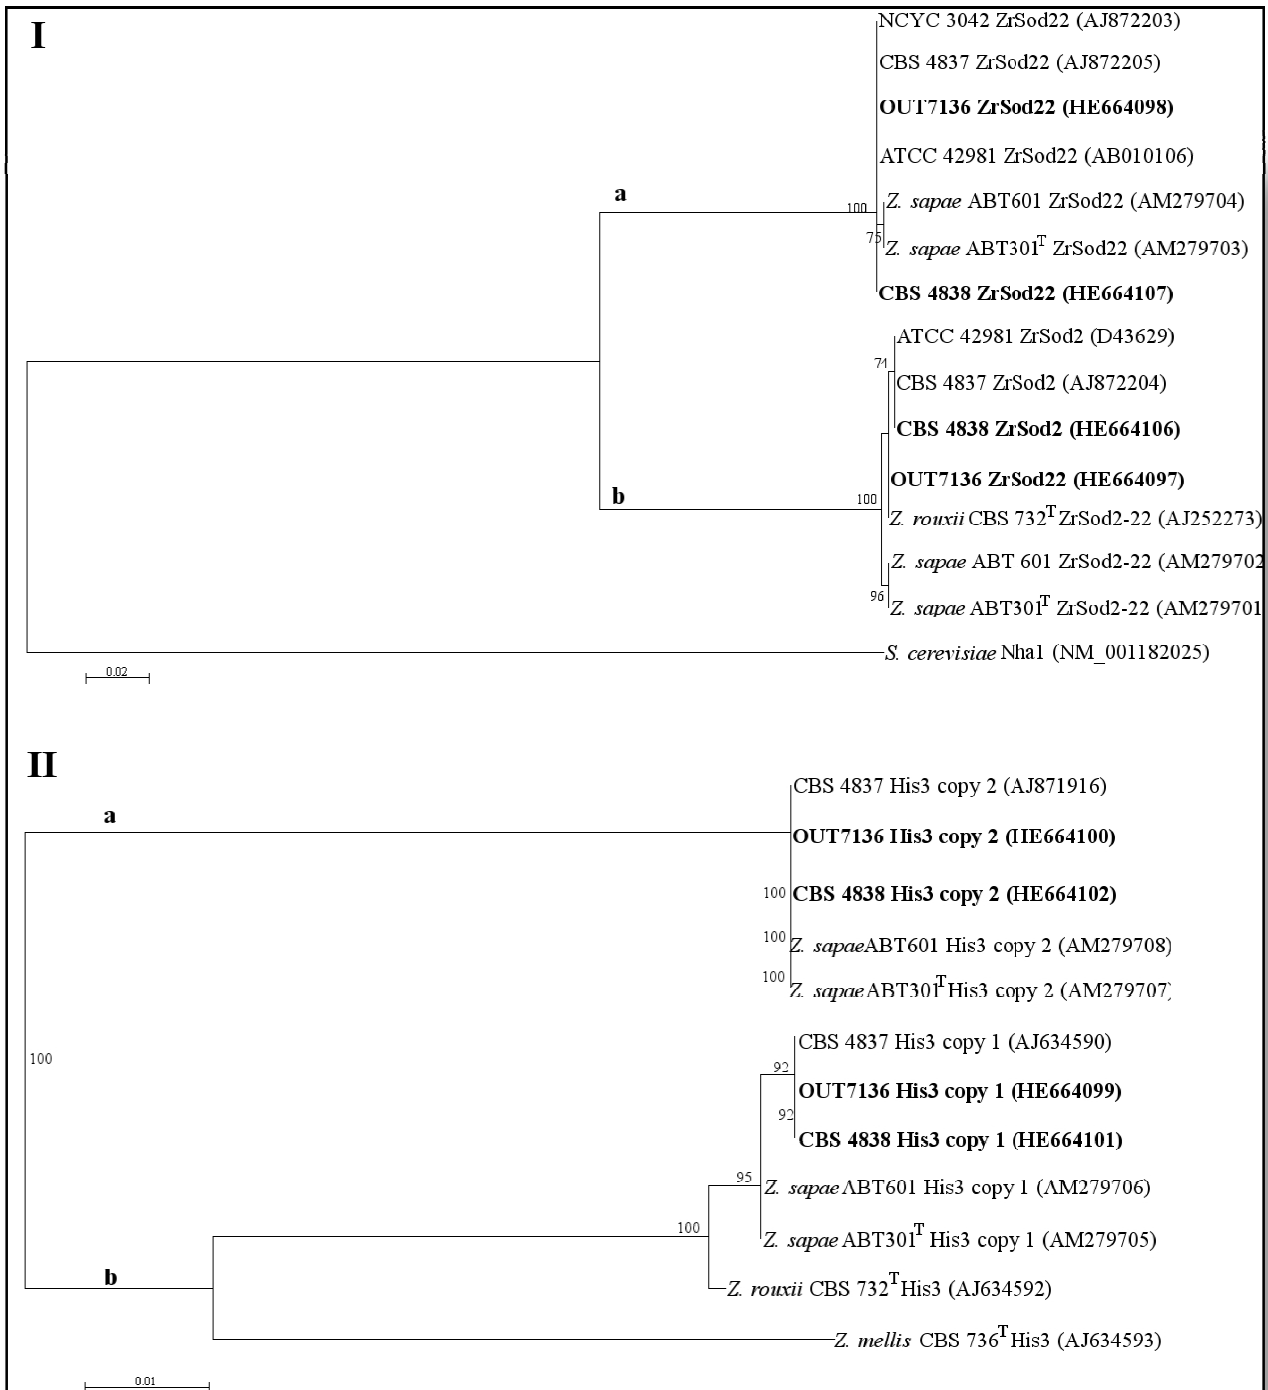 I
NCYC 3042 ZrSod22 (AJ872203)
CBS 4837 ZrSod22 (AJ872205)
OUT7136 ZrSod22 (HE664098)
ATCC 42981 ZrSod22 (AB010106)
a
100
Z. sapae ABT601 ZrSod22 (AM279704)
75
Z. sapae ABT301T ZrSod22 (AM279703)
CBS 4838 ZrSod22 (HE664107)
ATCC 42981 ZrSod2 (D43629)
74
CBS 4837 ZrSod2 (AJ872204)
CBS 4838 ZrSod2 (HE664106)
OUT7136 ZrSod22 (HE664097)
b
100
Z. rouxii CBS 732T ZrSod2-22 (AJ252273)
Z. sapae ABT 601 ZrSod2-22 (AM279702
96
Z. sapae ABT301T ZrSod2-22 (AM279701
S. cerevisiae Nha1 (NM_001182025)
0.02
II
CBS 4837 His3 copy 2 (AJ871916)
a
OUT7136 His3 copy 2 (HE664100)
100
CBS 4838 His3 copy 2 (HE664102)
100
Z. sapae ABT601 His3 copy 2 (AM279708)
100
Z. sapae ABT301T His3 copy 2 (AM279707)
CBS 4837 His3 copy 1 (AJ634590)
100
92
OUT7136 His3 copy 1 (HE664099)
92
CBS 4838 His3 copy 1 (HE664101)
95
Z. sapae ABT601 His3 copy 1 (AM279706)
100
Z. sapae ABT301T His3 copy 1 (AM279705)
b
Z. rouxii CBS 732T His3 (AJ634592)
Z. mellis CBS 736T His3 (AJ634593)
0.01